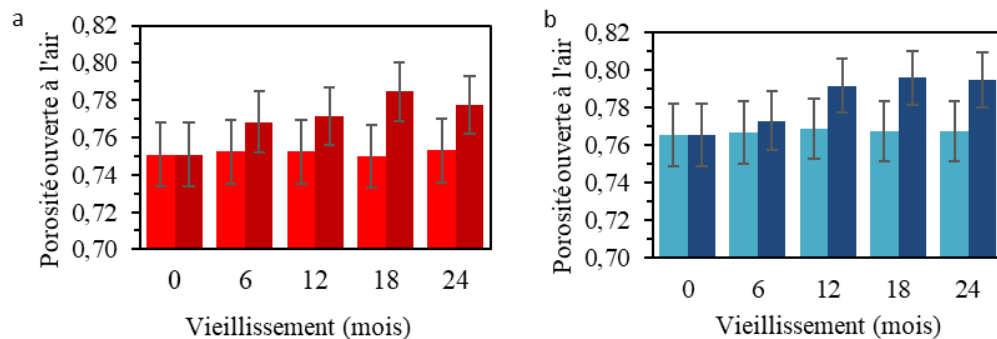 a
Porosité ouverte à l'air
0,82
0,80
0,78
0,76
0,74
0,72
0,70
0 6 12 18 24
Vieillissement (mois)
b
Porosité ouverte à l'air
0,82
0,80
0,78
0,76
0,74
0,72
0,70
0 6 12 18 24
Vieillissement (mois)